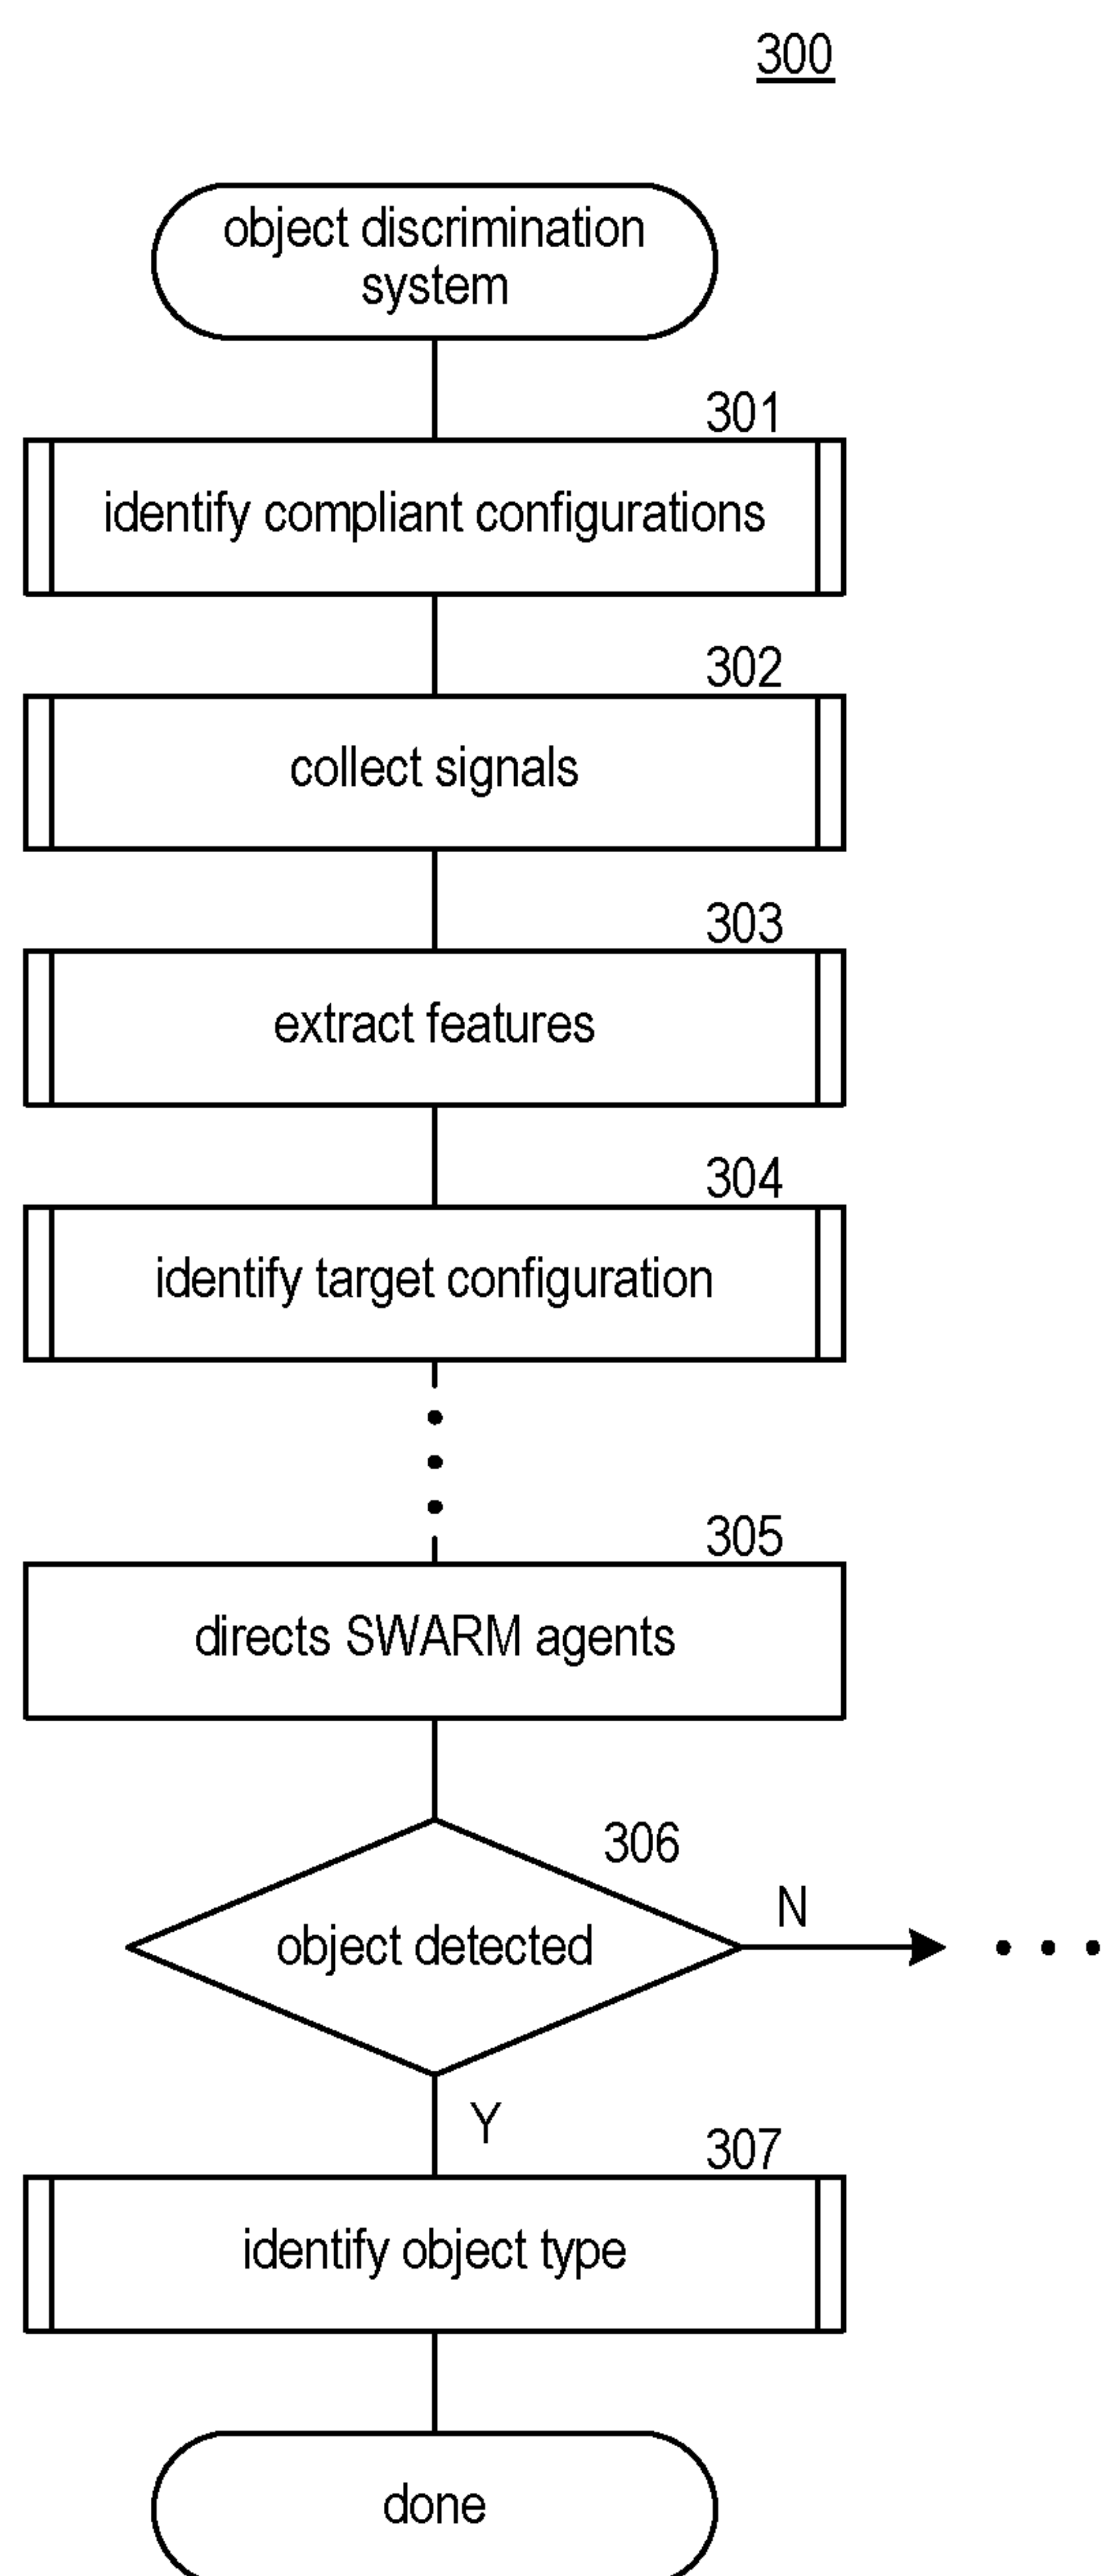 300
object discrimination
system
301
identify compliant configurations
302
collect signals
303
extract features
304
identify target configuration
305
directs SWARM agents
306
object detected
N
Y
307
identify object type
done